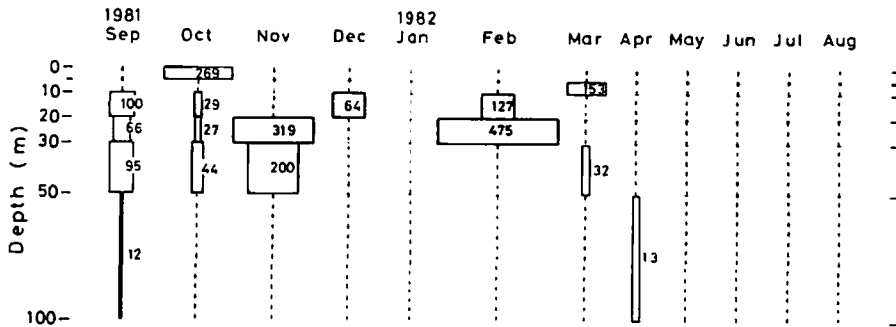 1981 1982
Sep Oct Nov Dec Jan Feb Mar Apr May Jun Jul Aug
0-
269
53
10-
100 29 64 127
20-
66 27 319 475
30-
95 44 200 32
50-
Depth (m)
12 13
100-